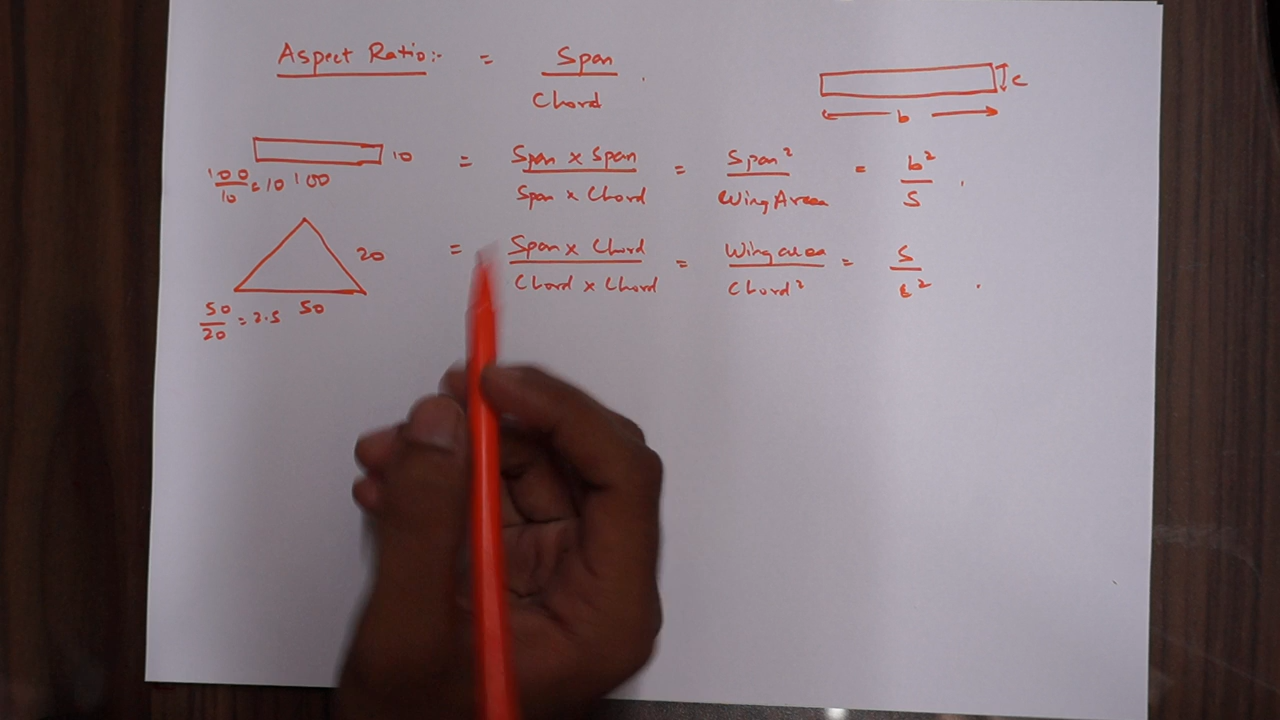 Aspect Ratio:- = Span / Chord .
c
b
10
100/10 = 10 100
= Span x Span / Span x Chord = Span² / Wing Area = b² / S .
20
50/20 = 2.5 50
= Span x Chord / Chord x Chord = Wing area / Chord² = S / c² .